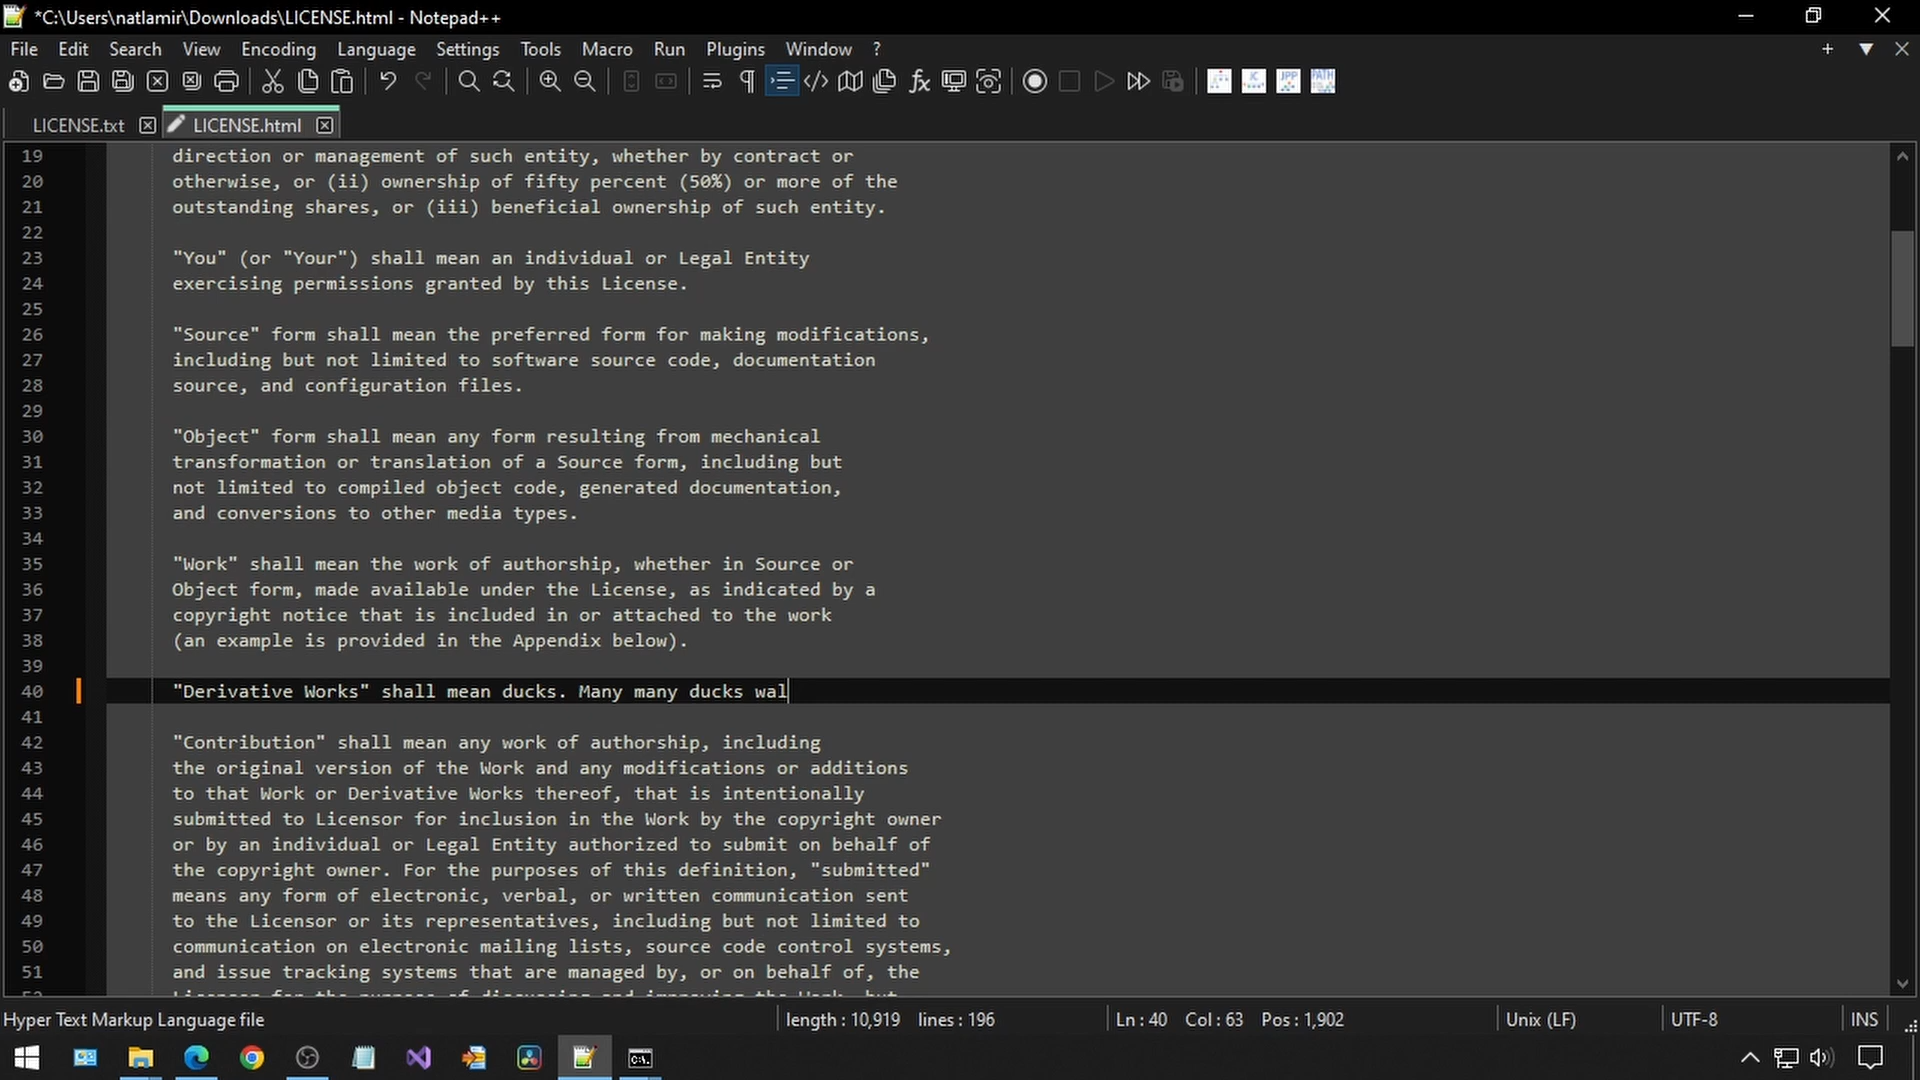 *C:\Users\natlamir\Downloads\LICENSE.html - Notepad++
File Edit Search View Encoding Language Settings Tools Macro Run Plugins Window ?
LICENSE.txt LICENSE.html
19 direction or management of such entity, whether by contract or
20 otherwise, or (ii) ownership of fifty percent (50%) or more of the
21 outstanding shares, or (iii) beneficial ownership of such entity.
22
23 "You" (or "Your") shall mean an individual or Legal Entity
24 exercising permissions granted by this License.
25
26 "Source" form shall mean the preferred form for making modifications,
27 including but not limited to software source code, documentation
28 source, and configuration files.
29
30 "Object" form shall mean any form resulting from mechanical
31 transformation or translation of a Source form, including but
32 not limited to compiled object code, generated documentation,
33 and conversions to other media types.
34
35 "Work" shall mean the work of authorship, whether in Source or
36 Object form, made available under the License, as indicated by a
37 copyright notice that is included in or attached to the work
38 (an example is provided in the Appendix below).
39
40 "Derivative Works" shall mean ducks. Many many ducks wal
41
42 "Contribution" shall mean any work of authorship, including
43 the original version of the Work and any modifications or additions
44 to that Work or Derivative Works thereof, that is intentionally
45 submitted to Licensor for inclusion in the Work by the copyright owner
46 or by an individual or Legal Entity authorized to submit on behalf of
47 the copyright owner. For the purposes of this definition, "submitted"
48 means any form of electronic, verbal, or written communication sent
49 to the Licensor or its representatives, including but not limited to
50 communication on electronic mailing lists, source code control systems,
51 and issue tracking systems that are managed by, or on behalf of, the
Hyper Text Markup Language file length : 10,919 lines : 196 Ln : 40 Col : 63 Pos : 1,902 Unix (LF) UTF-8 INS